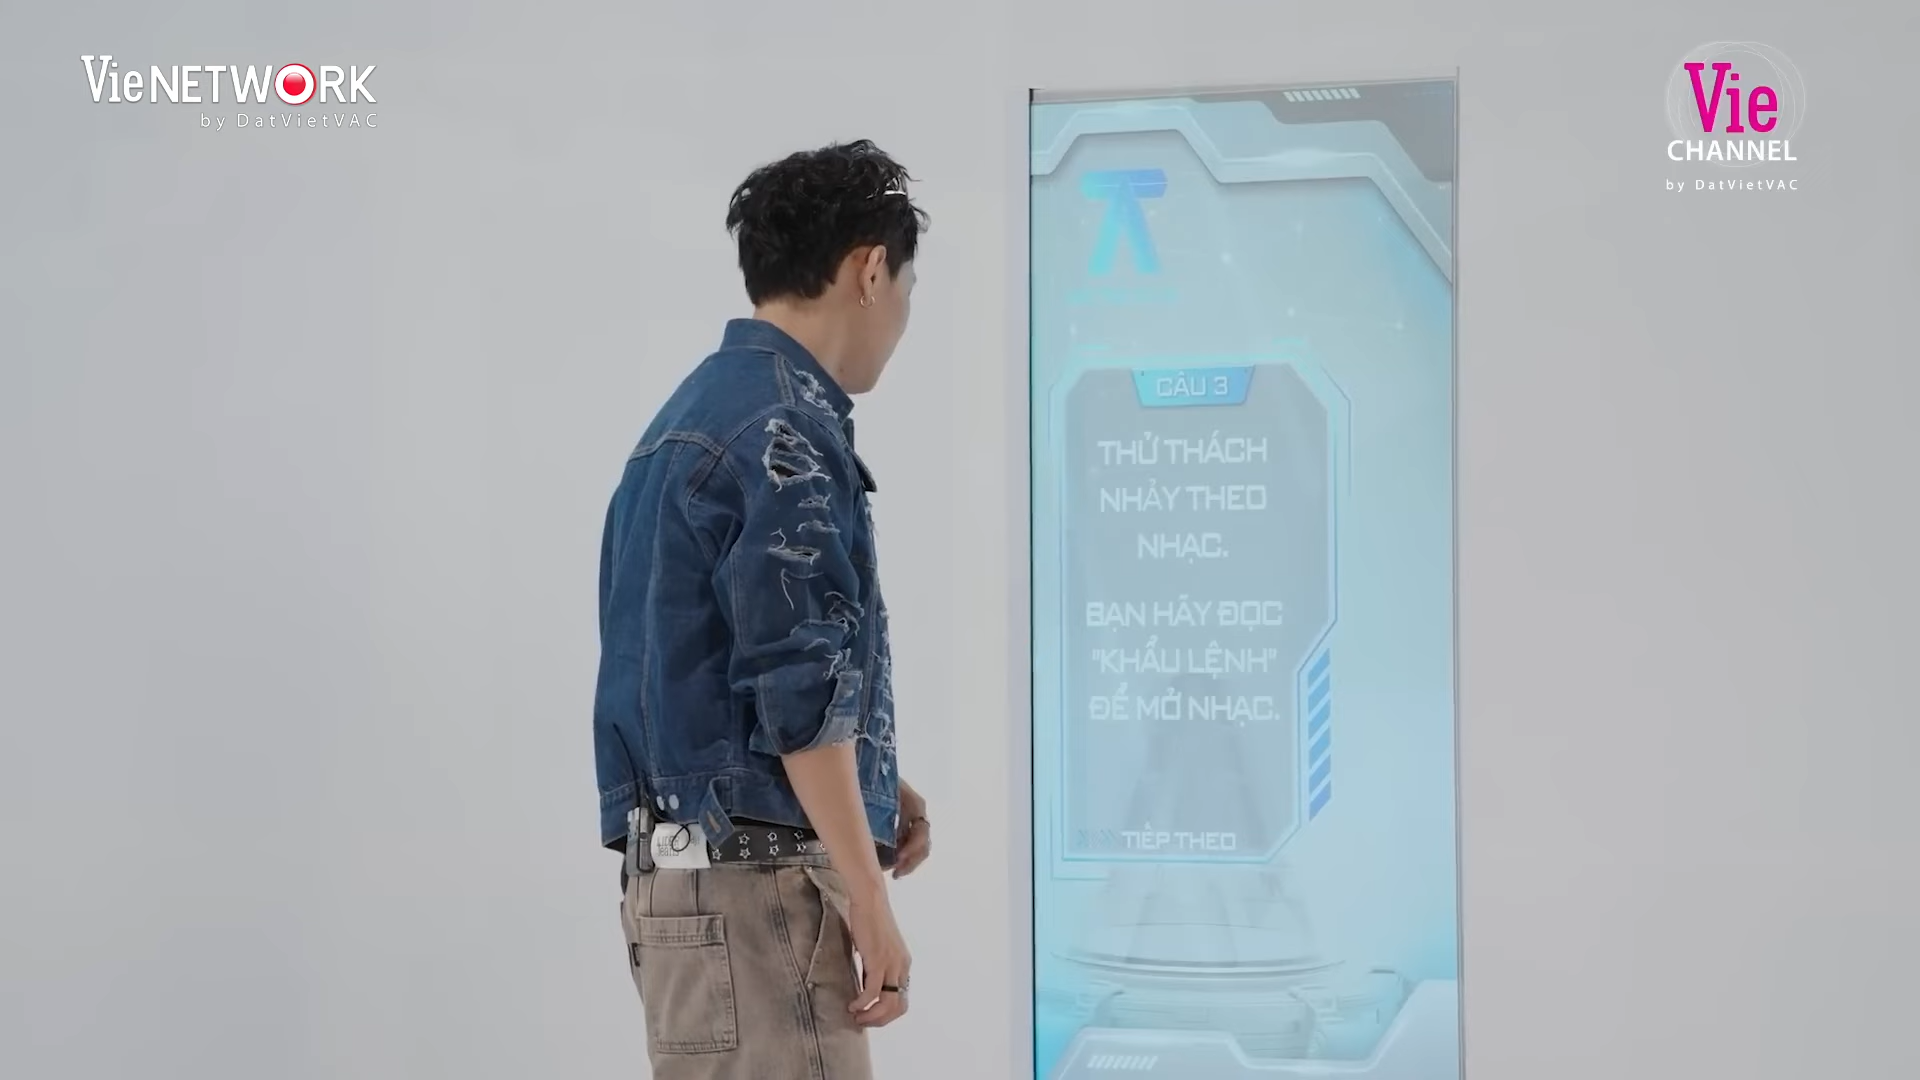 VieNETWORK
by DatVietVAC
Vie
CHANNEL
by DatVietVAC
CÂU 3
THỬ THÁCH
NHẢY THEO
NHẠC.
BẠN HÃY ĐỌC
"KHẨU LỆNH"
ĐỂ MỞ NHẠC.
TIẾP THEO